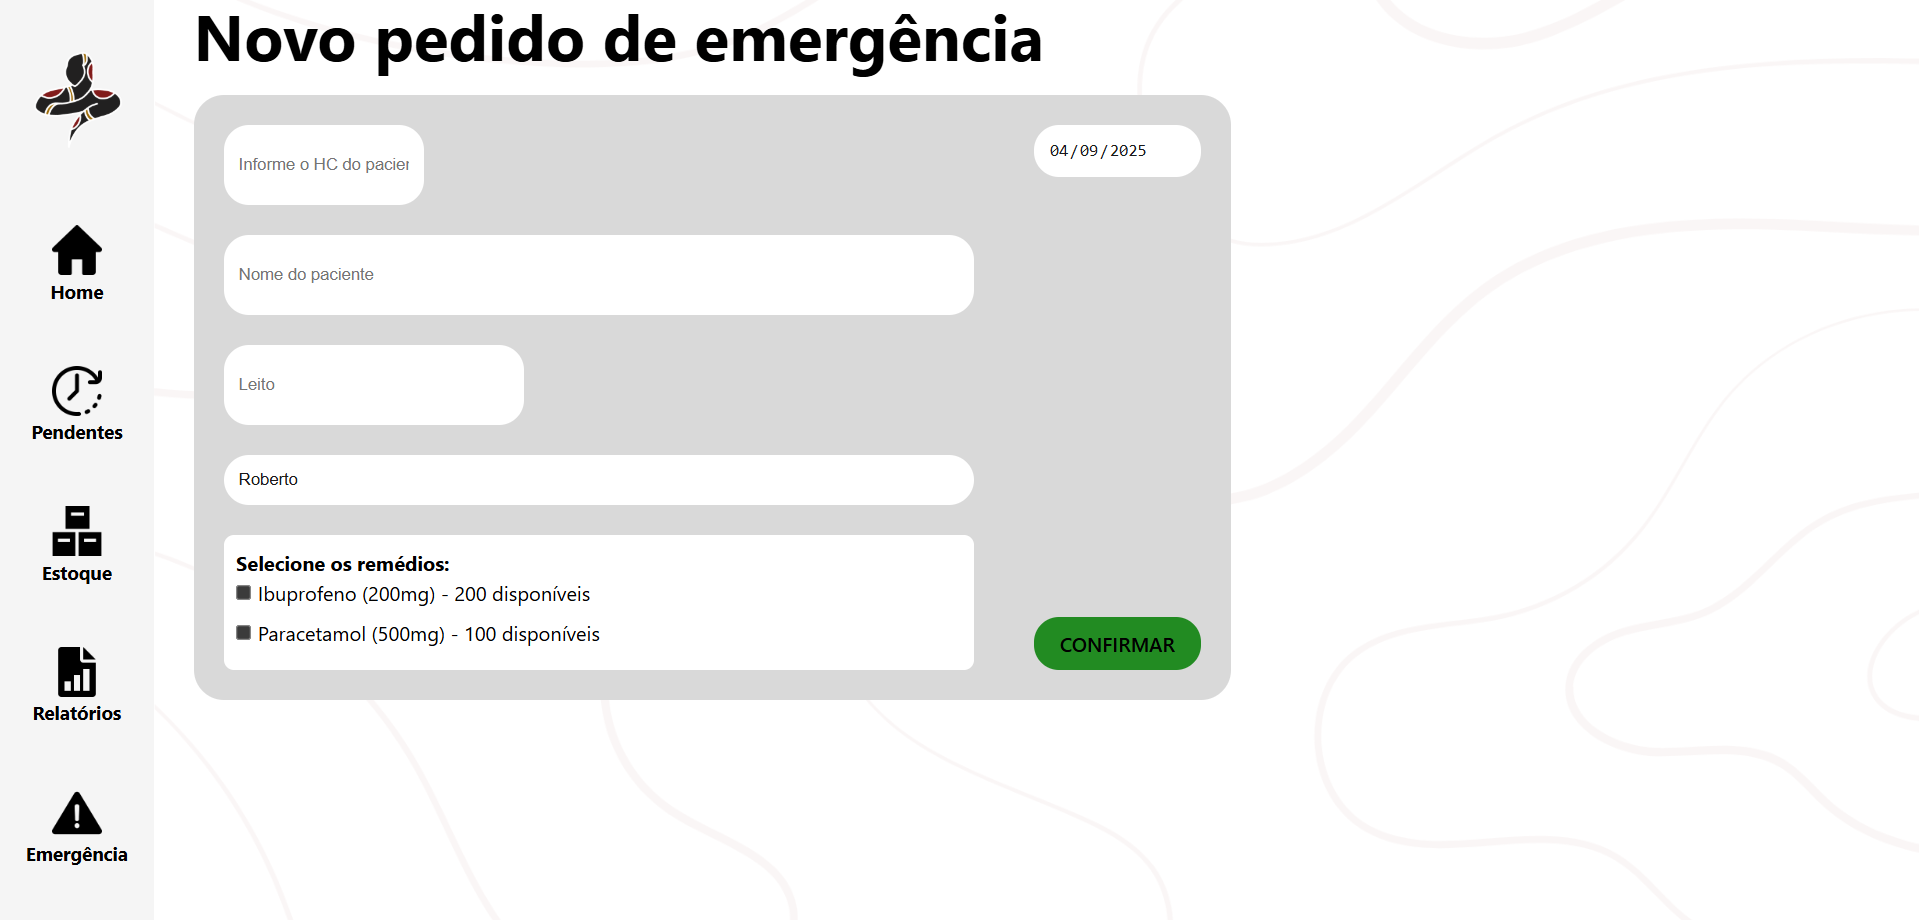 Novo pedido de emergência
Informe o HC do pacien
04/09/2025
Nome do paciente
Leito
Roberto
Selecione os remédios:
Ibuprofeno (200mg) - 200 disponíveis
Paracetamol (500mg) - 100 disponíveis
CONFIRMAR
Home
Pendentes
Estoque
Relatórios
Emergência